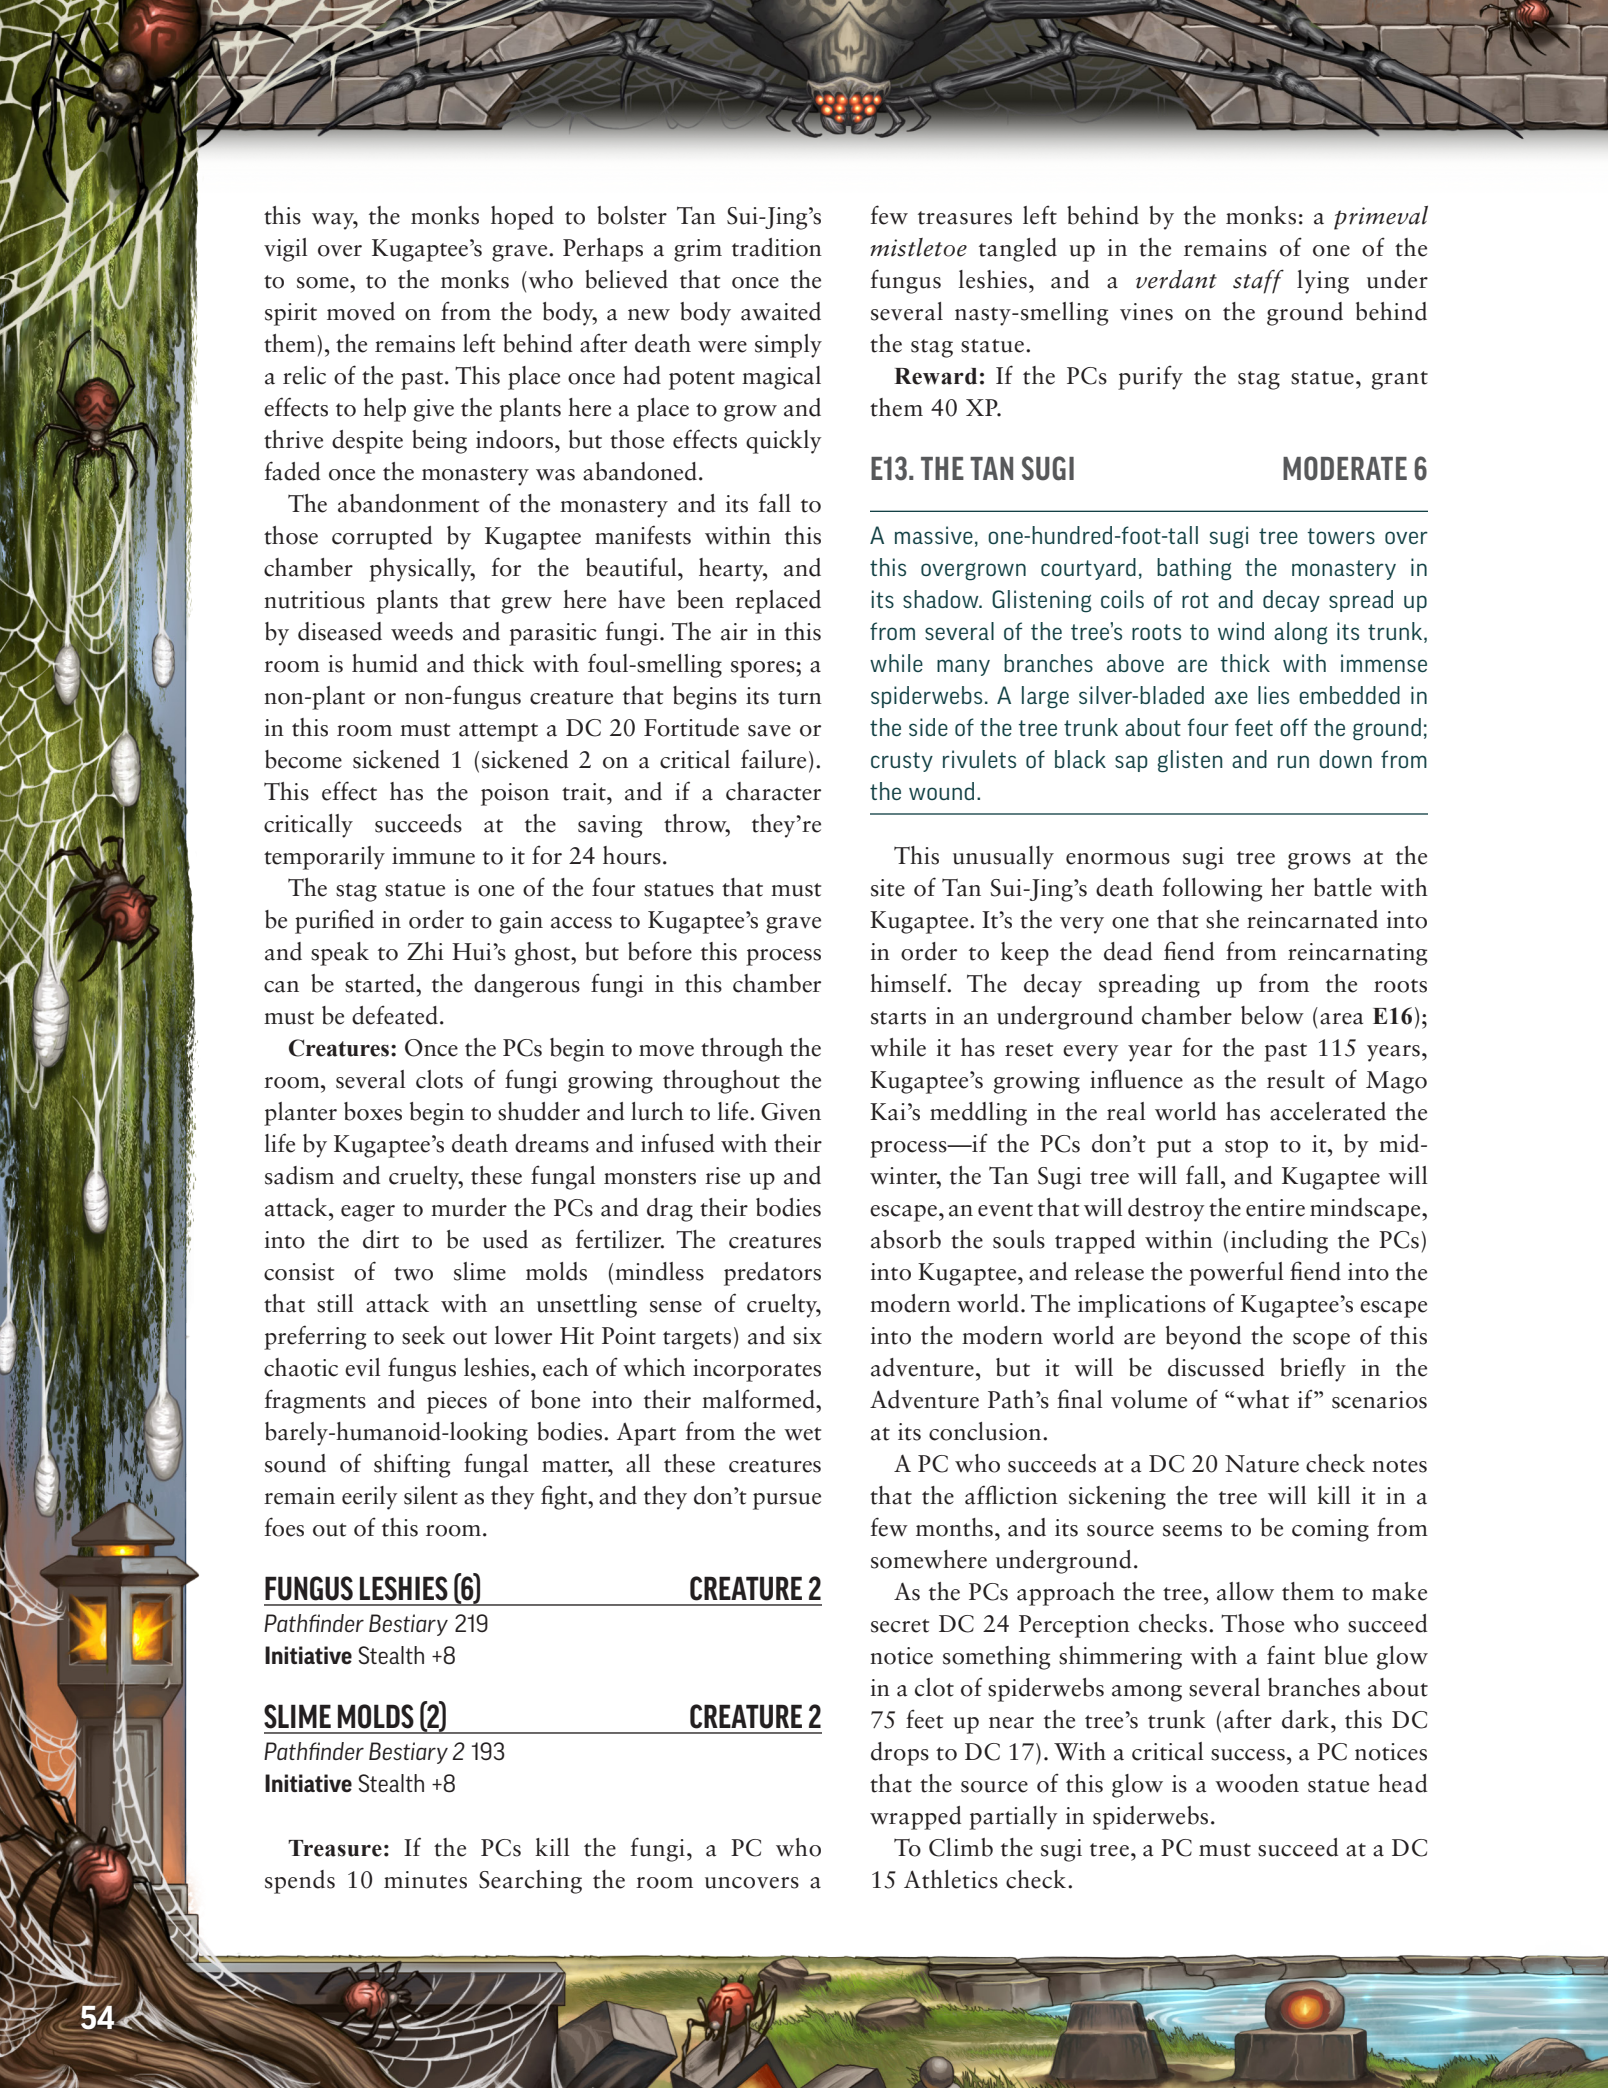 this way, the monks hoped to bolster Tan Sui-Jing’s
vigil over Kugaptee’s grave. Perhaps a grim tradition
to some, to the monks (who believed that once the
spirit moved on from the body, a new body awaited
them), the remains left behind after death were simply
a relic of the past. This place once had potent magical
effects to help give the plants here a place to grow and
thrive despite being indoors, but those effects quickly
faded once the monastery was abandoned.
The abandonment of the monastery and its fall to
those corrupted by Kugaptee manifests within this
chamber physically, for the beautiful, hearty, and
nutritious plants that grew here have been replaced
by diseased weeds and parasitic fungi. The air in this
room is humid and thick with foul-smelling spores; a
non-plant or non-fungus creature that begins its turn
in this room must attempt a DC 20 Fortitude save or
become sickened 1 (sickened 2 on a critical failure).
This effect has the poison trait, and if a character
critically succeeds at the saving throw, they’re
temporarily immune to it for 24 hours.
The stag statue is one of the four statues that must
be purified in order to gain access to Kugaptee’s grave
and speak to Zhi Hui’s ghost, but before this process
can be started, the dangerous fungi in this chamber
must be defeated.
Creatures: Once the PCs begin to move through the
room, several clots of fungi growing throughout the
planter boxes begin to shudder and lurch to life. Given
life by Kugaptee’s death dreams and infused with their
sadism and cruelty, these fungal monsters rise up and
attack, eager to murder the PCs and drag their bodies
into the dirt to be used as fertilizer. The creatures
consist of two slime molds (mindless predators
that still attack with an unsettling sense of cruelty,
preferring to seek out lower Hit Point targets) and six
chaotic evil fungus leshies, each of which incorporates
fragments and pieces of bone into their malformed,
barely-humanoid-looking bodies. Apart from the wet
sound of shifting fungal matter, all these creatures
remain eerily silent as they fight, and they don’t pursue
foes out of this room.
FUNGUS LESHIES (6) CREATURE 2
Pathfinder Bestiary 219
Initiative Stealth +8
SLIME MOLDS (2) CREATURE 2
Pathfinder Bestiary 2 193
Initiative Stealth +8
Treasure: If the PCs kill the fungi, a PC who
spends 10 minutes Searching the room uncovers a
few treasures left behind by the monks: a primeval
mistletoe tangled up in the remains of one of the
fungus leshies, and a verdant staff lying under
several nasty-smelling vines on the ground behind
the stag statue.
Reward: If the PCs purify the stag statue, grant
them 40 XP.
E13. THE TAN SUGI MODERATE 6
A massive, one-hundred-foot-tall sugi tree towers over
this overgrown courtyard, bathing the monastery in
its shadow. Glistening coils of rot and decay spread up
from several of the tree’s roots to wind along its trunk,
while many branches above are thick with immense
spiderwebs. A large silver-bladed axe lies embedded in
the side of the tree trunk about four feet off the ground;
crusty rivulets of black sap glisten and run down from
the wound.
This unusually enormous sugi tree grows at the
site of Tan Sui-Jing’s death following her battle with
Kugaptee. It’s the very one that she reincarnated into
in order to keep the dead fiend from reincarnating
himself. The decay spreading up from the roots
starts in an underground chamber below (area E16);
while it has reset every year for the past 115 years,
Kugaptee’s growing influence as the result of Mago
Kai’s meddling in the real world has accelerated the
process—if the PCs don’t put a stop to it, by mid-
winter, the Tan Sugi tree will fall, and Kugaptee will
escape, an event that will destroy the entire mindscape,
absorb the souls trapped within (including the PCs)
into Kugaptee, and release the powerful fiend into the
modern world. The implications of Kugaptee’s escape
into the modern world are beyond the scope of this
adventure, but it will be discussed briefly in the
Adventure Path’s final volume of “what if” scenarios
at its conclusion.
A PC who succeeds at a DC 20 Nature check notes
that the affliction sickening the tree will kill it in a
few months, and its source seems to be coming from
somewhere underground.
As the PCs approach the tree, allow them to make
secret DC 24 Perception checks. Those who succeed
notice something shimmering with a faint blue glow
in a clot of spiderwebs among several branches about
75 feet up near the tree’s trunk (after dark, this DC
drops to DC 17). With a critical success, a PC notices
that the source of this glow is a wooden statue head
wrapped partially in spiderwebs.
To Climb the sugi tree, a PC must succeed at a DC
15 Athletics check.
54